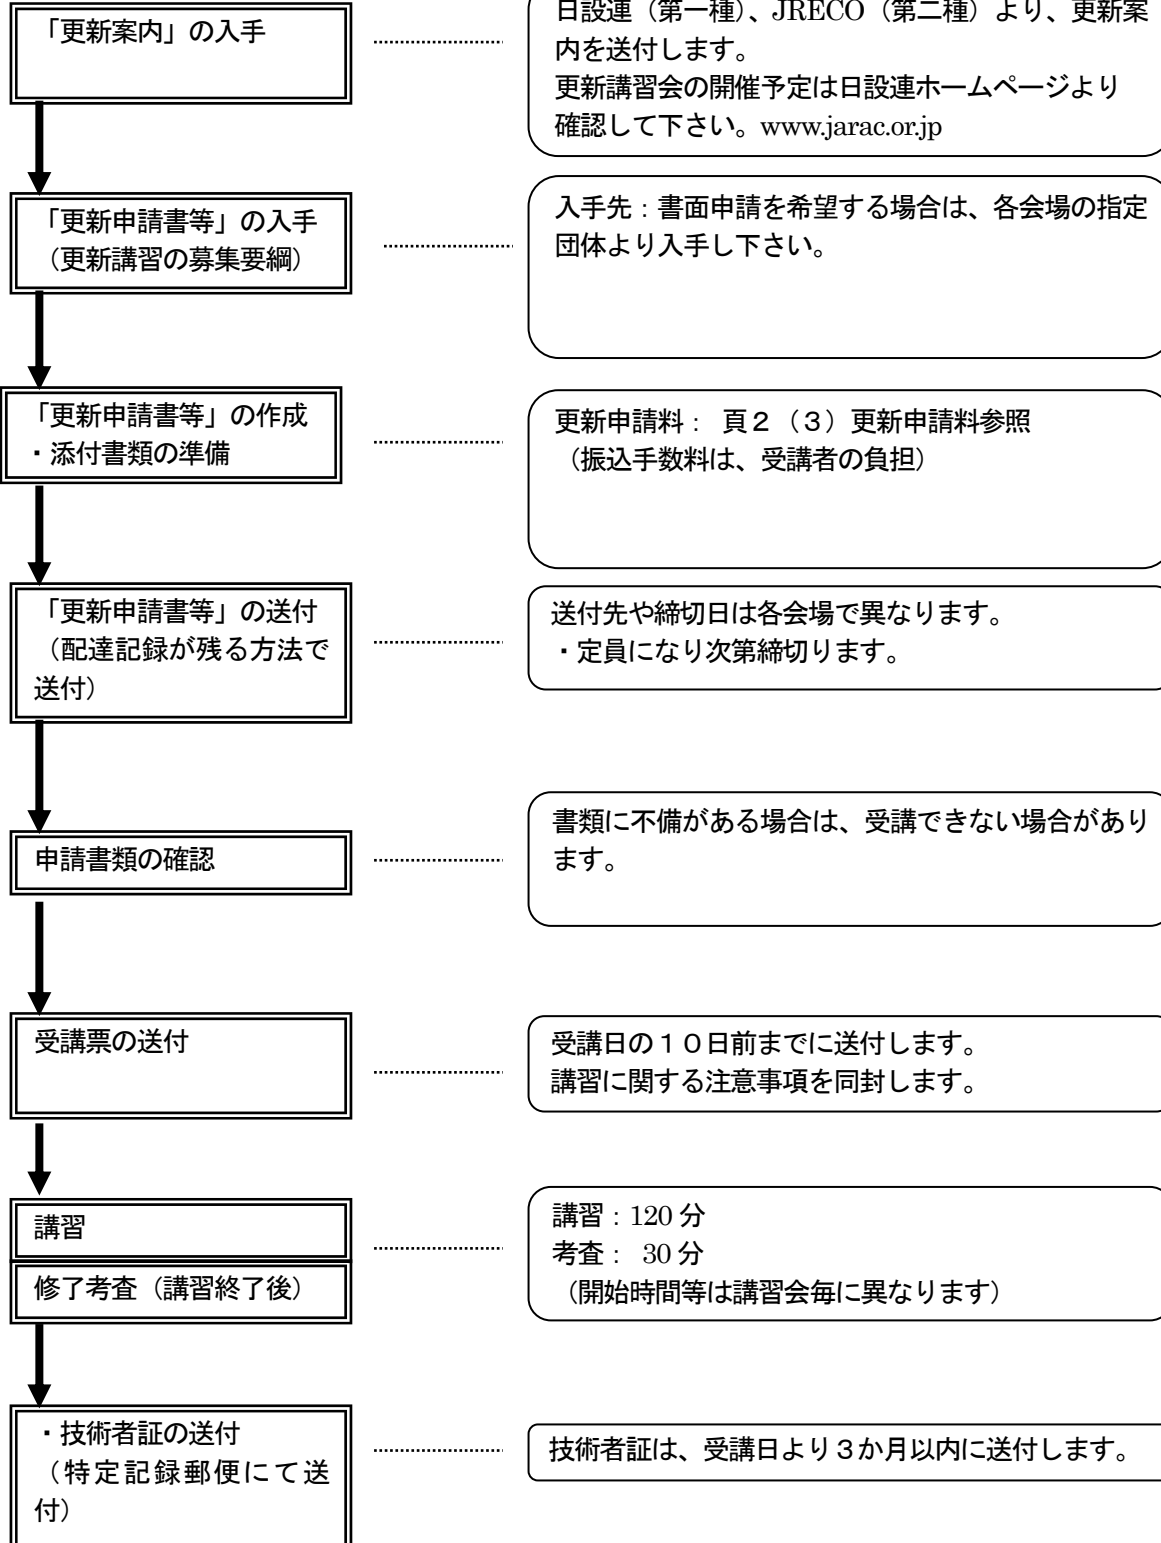 「更新案内」の入手
日設連（第一種）、JRECO（第二種）より、更新案
内を送付します。
更新講習会の開催予定は日設連ホームページより
確認して下さい。www.jarac.or.jp
「更新申請書等」の入手
（更新講習の募集要綱）
入手先：書面申請を希望する場合は、各会場の指定
団体より入手し下さい。
「更新申請書等」の作成
・添付書類の準備
更新申請料： 頁２（３）更新申請料参照
（振込手数料は、受講者の負担）
「更新申請書等」の送付
（配達記録が残る方法で
送付）
送付先や締切日は各会場で異なります。
・定員になり次第締切ります。
申請書類の確認
書類に不備がある場合は、受講できない場合があり
ます。
受講票の送付
受講日の１０日前までに送付します。
講習に関する注意事項を同封します。
講習
修了考査（講習終了後）
講習：120 分
考査： 30 分
（開始時間等は講習会毎に異なります）
・技術者証の送付
（特定記録郵便にて送
付）
技術者証は、受講日より３か月以内に送付します。